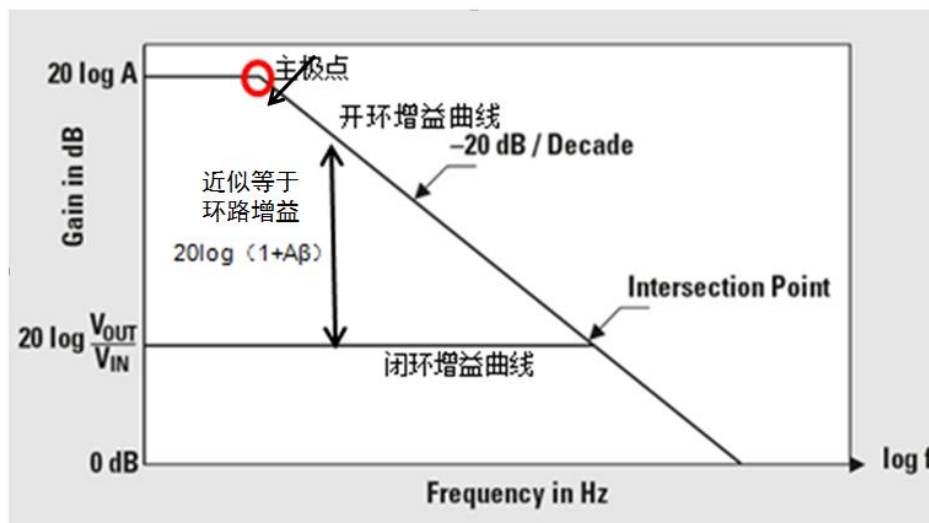 20 log A
主极点
开环增益曲线
–20 dB / Decade
近似等于
环路增益
20log（1+Aβ）
Gain in dB
Intersection Point
20 log V_OUT/V_IN
闭环增益曲线
0 dB
log f
Frequency in Hz